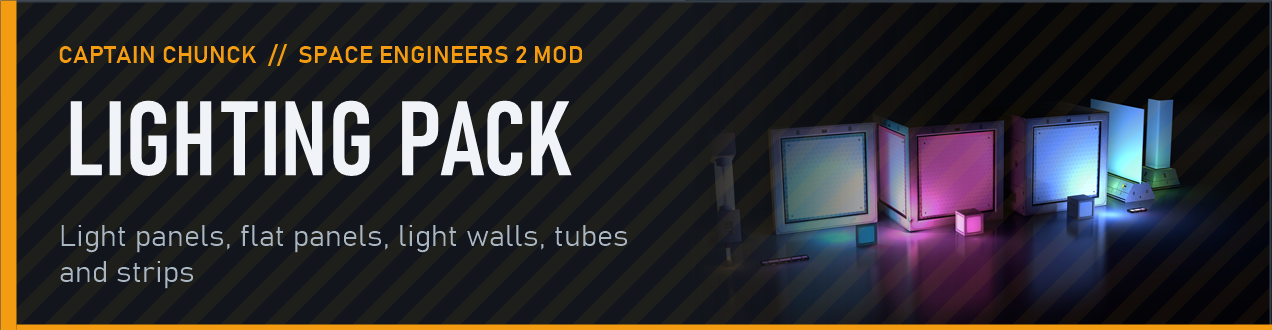 CAPTAIN CHUNCK // SPACE ENGINEERS 2 MOD
LIGHTING PACK
Light panels, flat panels, light walls, tubes
and strips